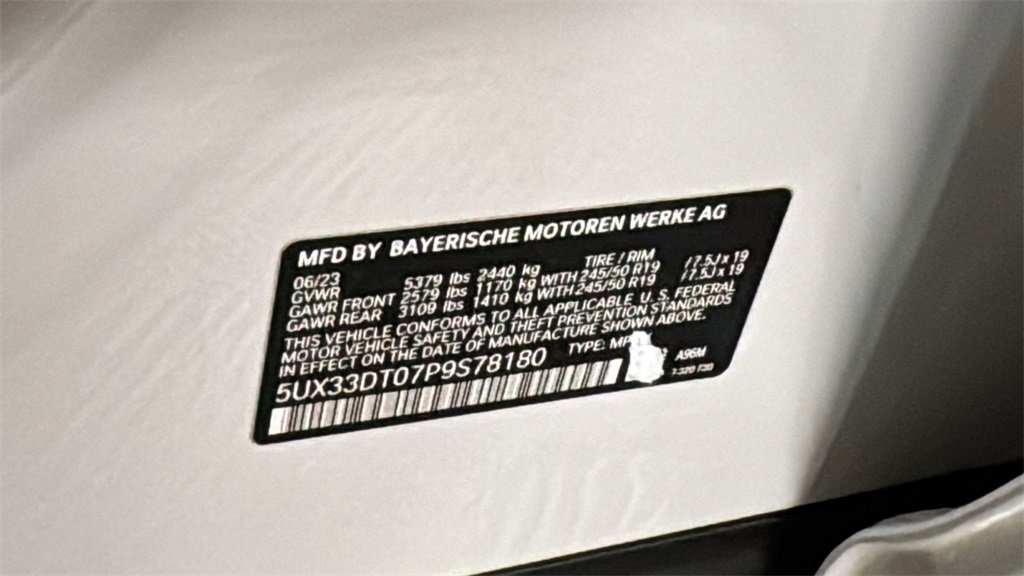 MFD BY BAYERISCHE MOTOREN WERKE AG
06/23 TIRE / RIM
GVWR 5379 lbs 2440 kg
GAWR FRONT 2579 lbs 1170 kg WITH 245/50 R19 /7.5J x 19
GAWR REAR 3109 lbs 1410 kg WITH 245/50 R19 /7.5J x 19
THIS VEHICLE CONFORMS TO ALL APPLICABLE U. S. FEDERAL
MOTOR VEHICLE SAFETY AND THEFT PREVENTION STANDARDS
IN EFFECT ON THE DATE OF MANUFACTURE SHOWN ABOVE.
5UX33DT07P9S78180 TYPE: A96M